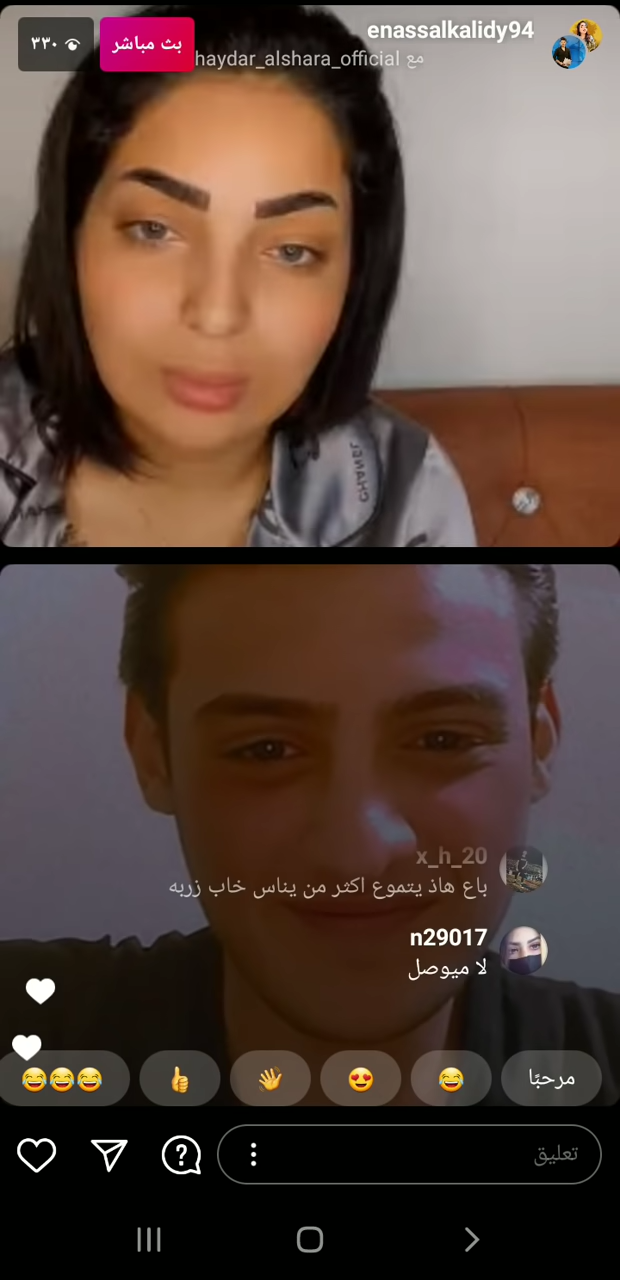 enassalkalidy94
مع haydar_alshara_official
بث مباشر
٣٣٠
CHANEL
x_h_20
باع هاذ يتموع اكثر من يناس خاب زربه
n29017
لا ميوصل
😂😂😂
👍
👋
😍
😂
مرحبًا
تعليق